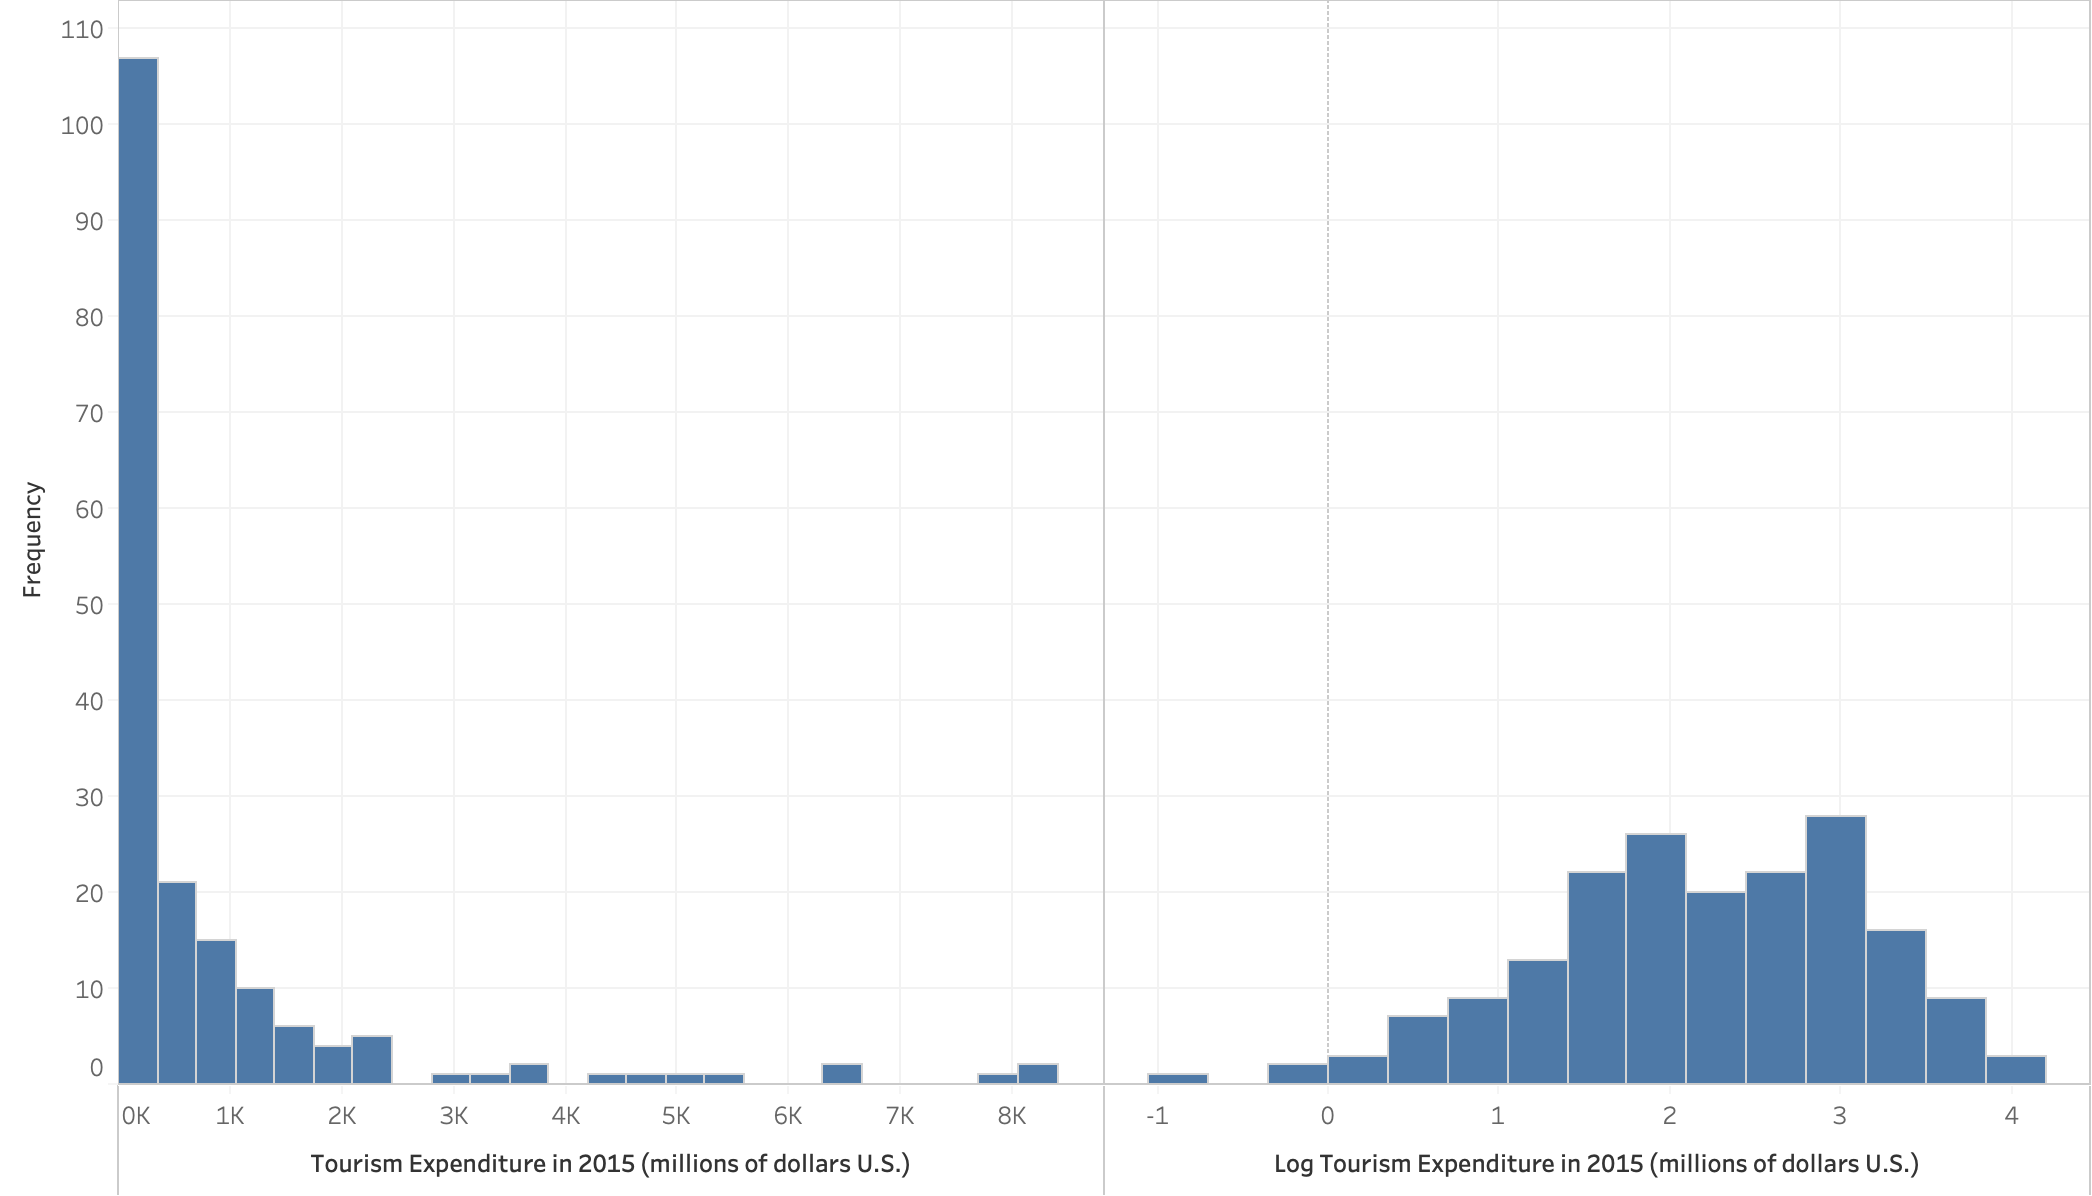 110
100
90
80
70
60
50
40
30
20
10
0
Frequency
0K 1K 2K 3K 4K 5K 6K 7K 8K
Tourism Expenditure in 2015 (millions of dollars U.S.)
-1 0 1 2 3 4
Log Tourism Expenditure in 2015 (millions of dollars U.S.)